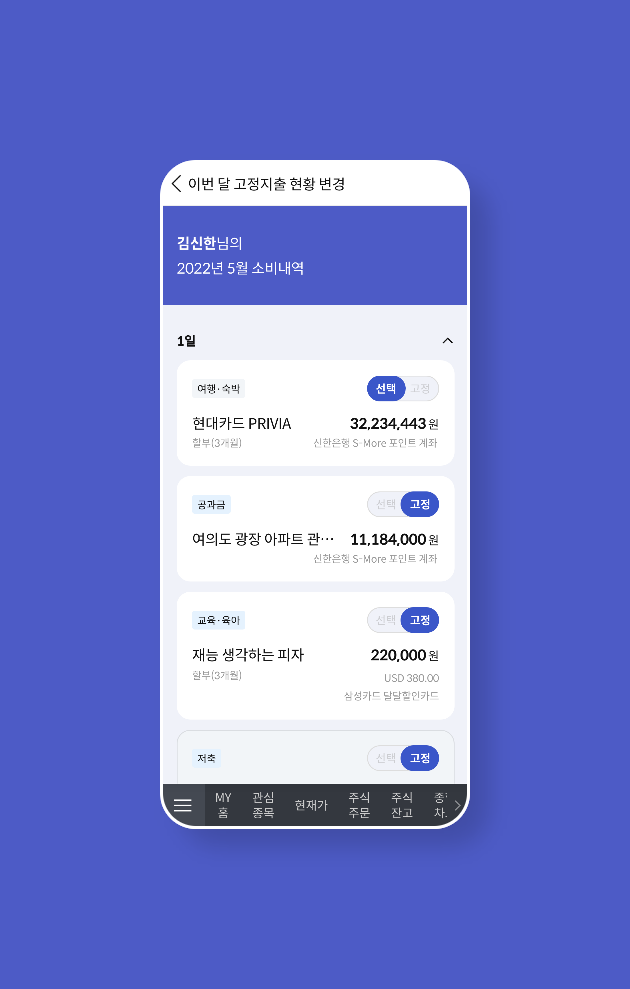 이번 달 고정지출 현황 변경
김신한님의
2022년 5월 소비내역
1일
여행·숙박
선택 고정
현대카드 PRIVIA
32,234,443 원
할부(3개월)
신한은행 S-More 포인트 계좌
공과금
선택 고정
여의도 광장 아파트 관…
11,184,000 원
신한은행 S-More 포인트 계좌
교육·육아
선택 고정
재능 생각하는 피자
220,000 원
할부(3개월)
USD 380.00
삼성카드 달달할인카드
저축
선택 고정
MY
홈
관심
종목
현재가
주식
주문
주식
잔고